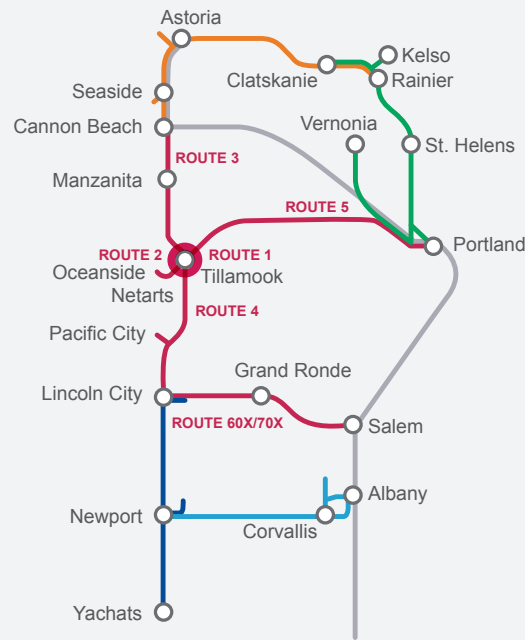 Astoria
Kelso
Clatskanie
Rainier
Seaside
Vernonia
Cannon Beach
St. Helens
ROUTE 3
Manzanita
ROUTE 5
Portland
ROUTE 2
ROUTE 1
Oceanside
Tillamook
Netarts
ROUTE 4
Pacific City
Grand Ronde
Lincoln City
ROUTE 60X/70X
Salem
Albany
Newport
Corvallis
Yachats